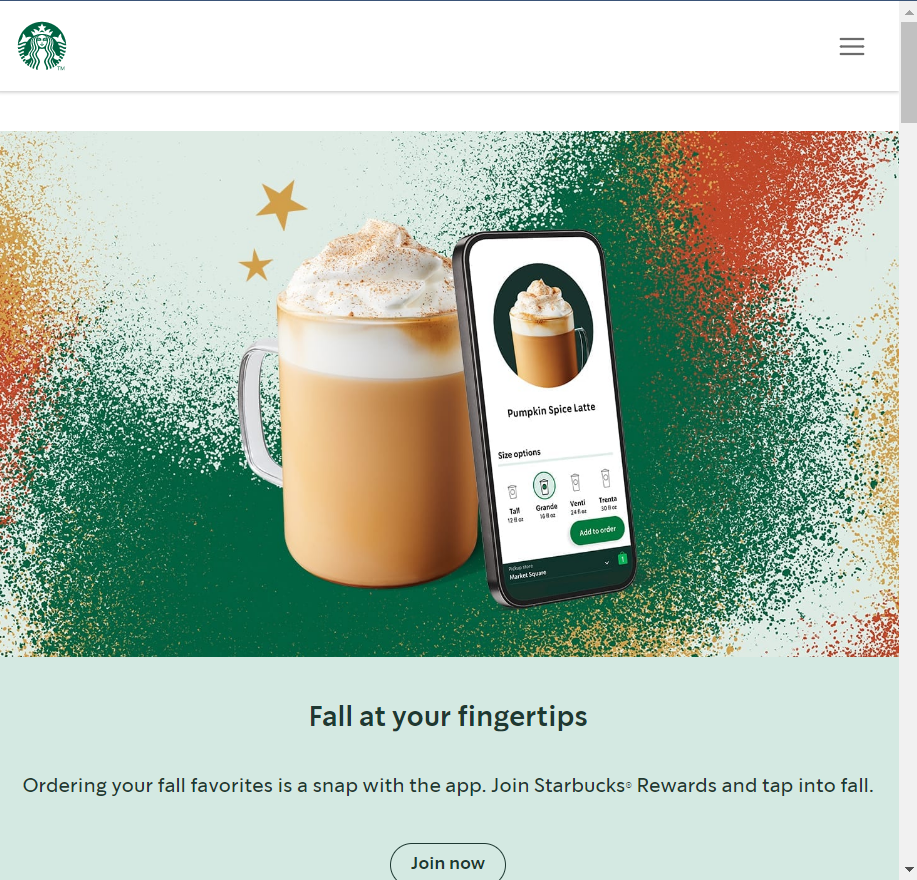 TM
Pumpkin Spice Latte
Size options
Tall Grande Venti Trenta
12 fl oz 16 fl oz 24 fl oz 30 fl oz
Add to order
Pickup store
Market Square
1
Fall at your fingertips
Ordering your fall favorites is a snap with the app. Join Starbucks® Rewards and tap into fall.
Join now